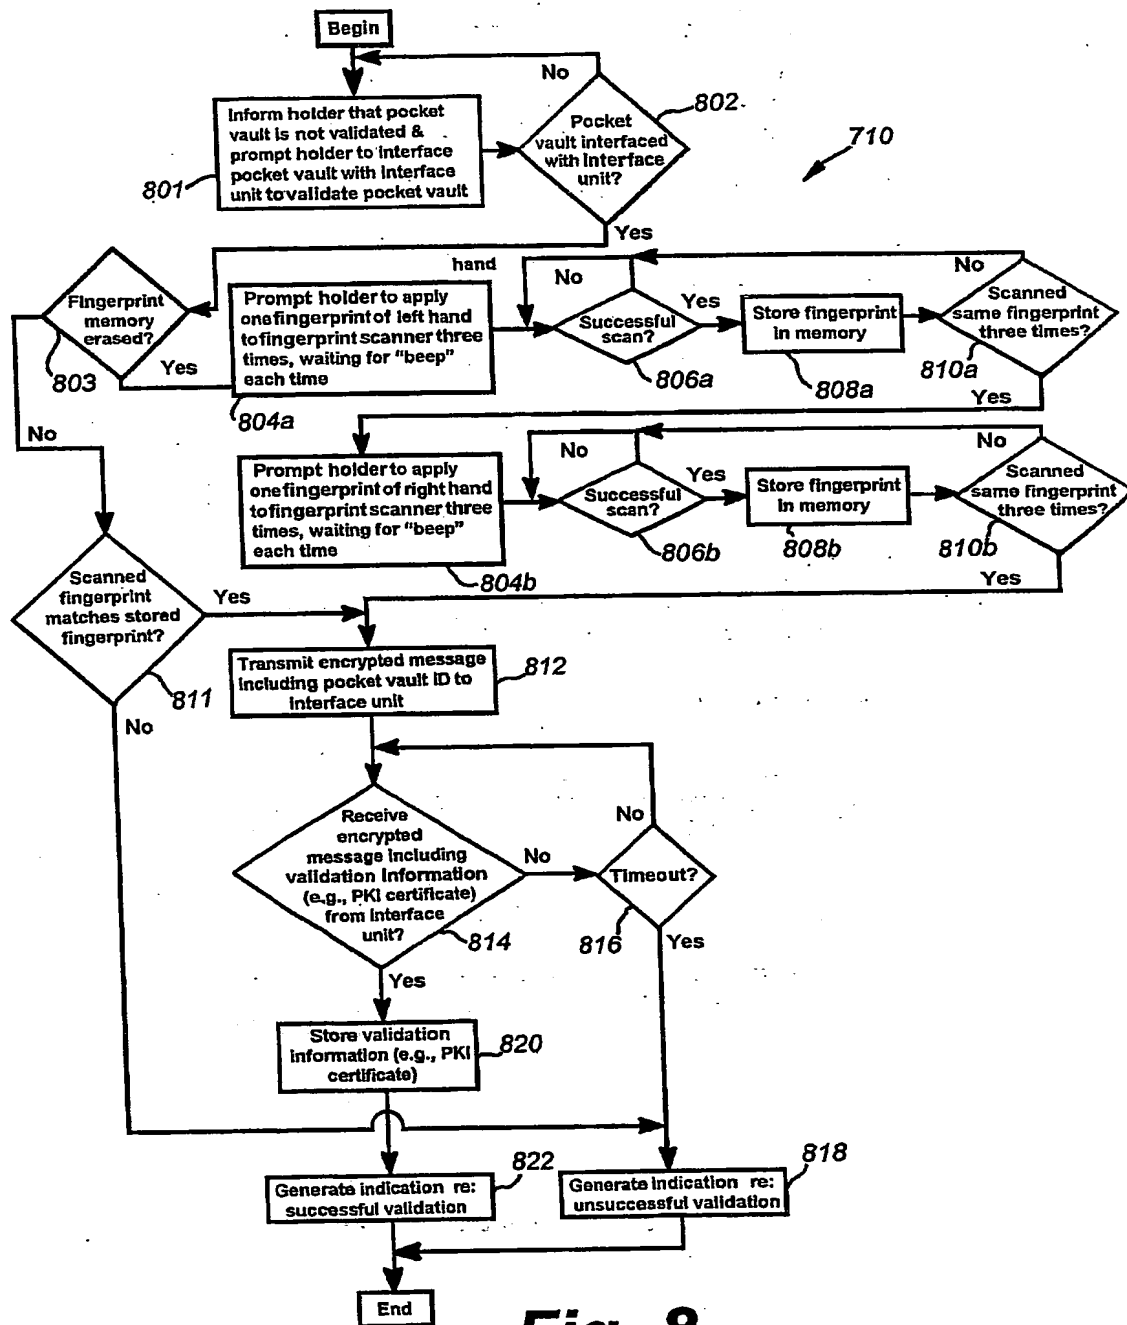 Begin
No
Inform holder that pocket
vault is not validated &
prompt holder to interface
pocket vault with interface
unit to validate pocket vault
801
Pocket
vault interfaced
with interface
unit?
802
710
Yes
Fingerprint
memory
erased?
803
Yes
No
hand
Prompt holder to apply
one fingerprint of left hand
to fingerprint scanner three
times, waiting for "beep"
each time
804a
No
Successful
scan?
806a
Yes
Store fingerprint
in memory
808a
No
Scanned
same fingerprint
three times?
810a
Yes
Prompt holder to apply
one fingerprint of right hand
to fingerprint scanner three
times, waiting for "beep"
each time
804b
No
Successful
scan?
806b
Yes
Store fingerprint
in memory
808b
No
Scanned
same fingerprint
three times?
810b
Yes
Scanned
fingerprint
matches stored
fingerprint?
811
Yes
No
Transmit encrypted message
including pocket vault ID to
interface unit
812
Receive
encrypted
message including
validation information
(e.g., PKI certificate)
from interface
unit?
814
No
Timeout?
816
No
Yes
Yes
Store validation
information (e.g., PKI
certificate)
820
Generate indication re:
successful validation
822
Generate indication re:
unsuccessful validation
818
End
Fig. 8